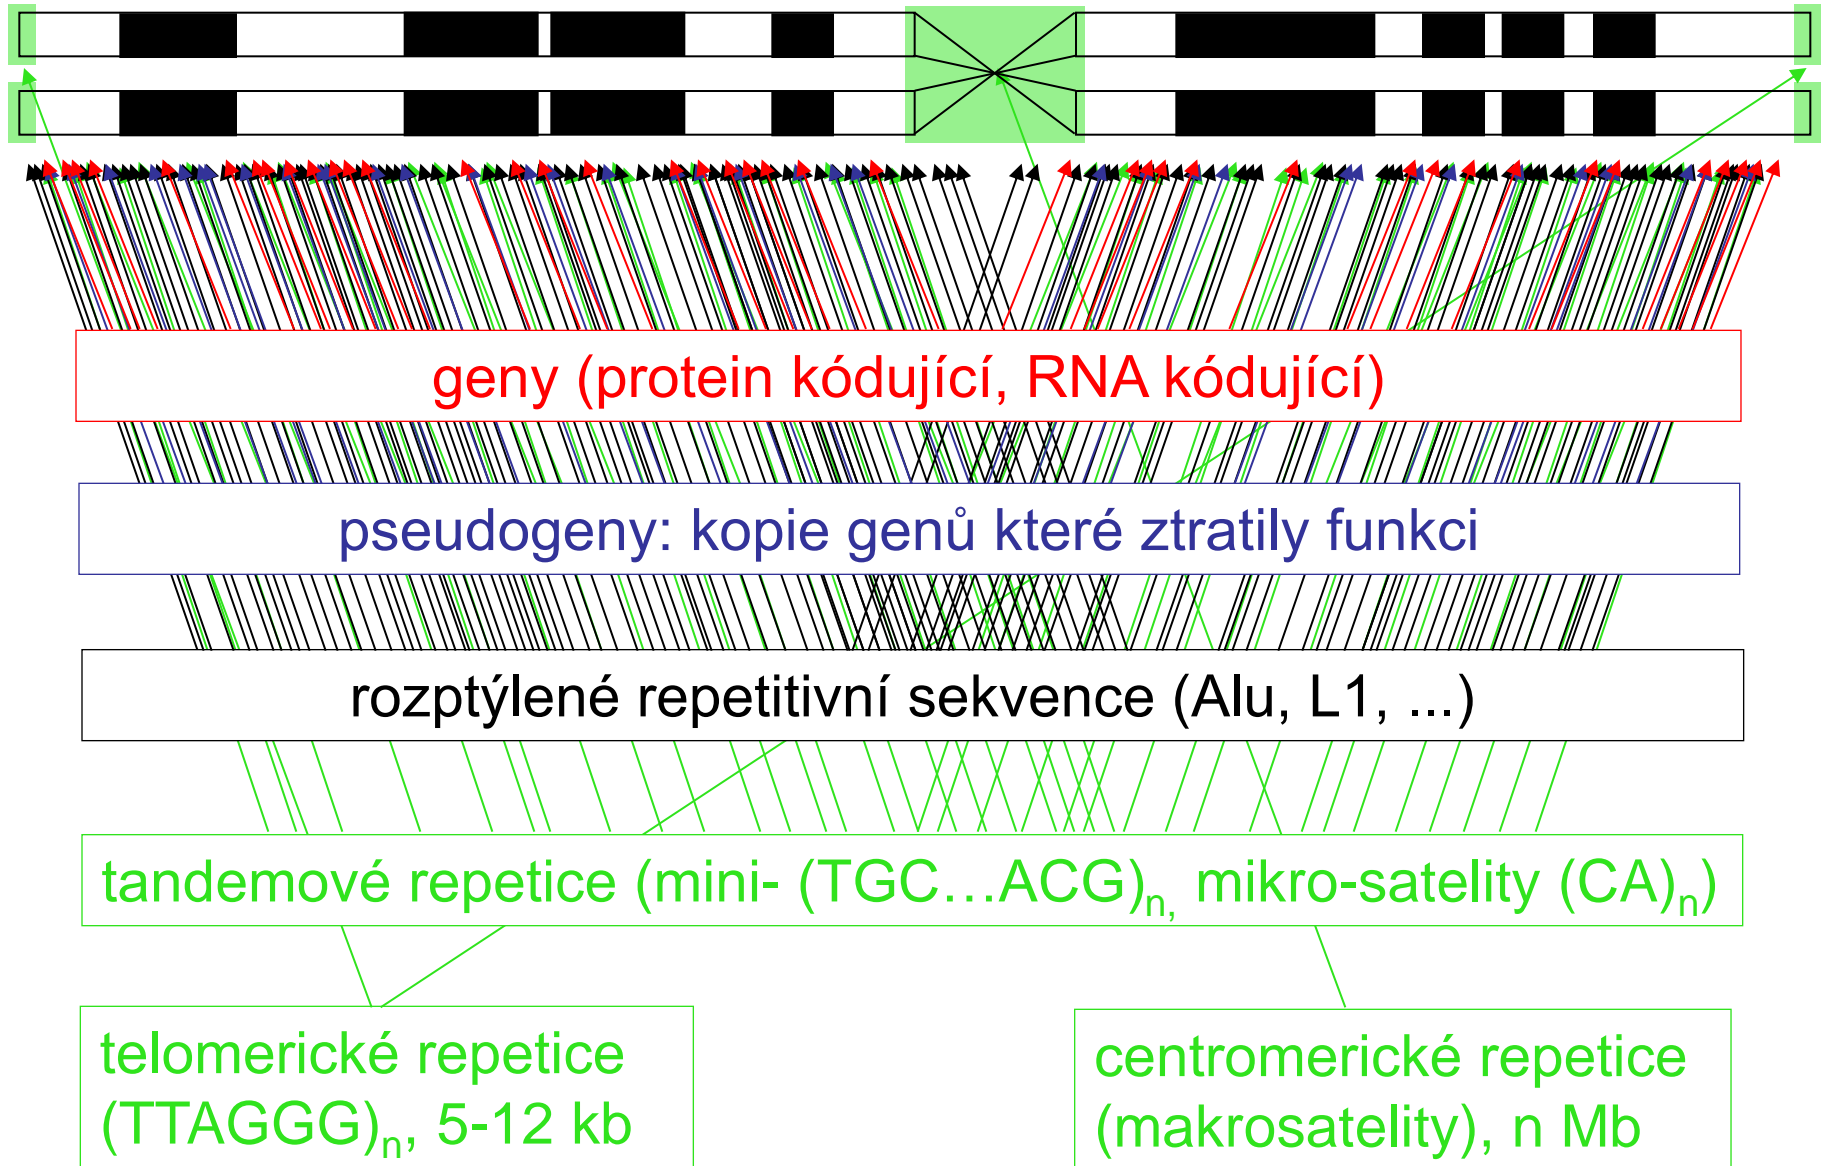 geny (protein kódující, RNA kódující)
pseudogeny: kopie genů které ztratily funkci
rozptýlené repetitivní sekvence (Alu, L1, ...)
tandemové repetice (mini- (TGC…ACG)n, mikro-satelity (CA)n)
telomerické repetice
(TTAGGG)n, 5-12 kb
centromerické repetice
(makrosatelity), n Mb